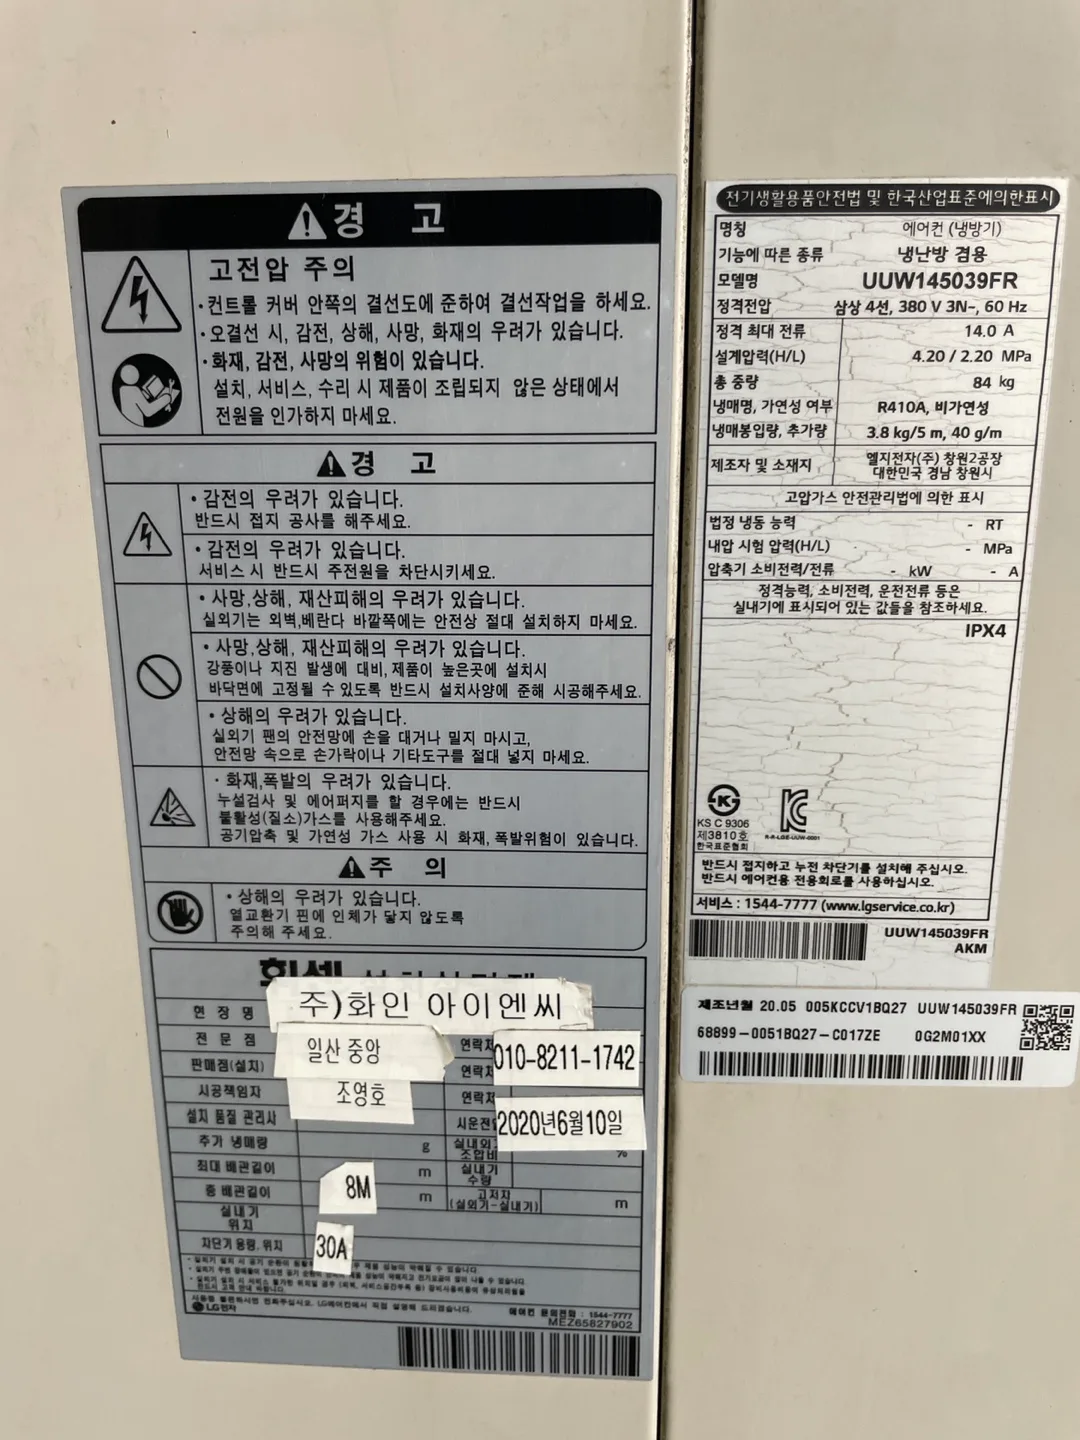 경 고
고전압 주의
· 컨트롤 커버 안쪽의 결선도에 준하여 결선작업을 하세요.
· 오결선 시, 감전, 상해, 사망, 화재의 우려가 있습니다.
· 화재, 감전, 사망의 위험이 있습니다.
설치, 서비스, 수리 시 제품이 조립되지 않은 상태에서
전원을 인가하지 마세요.
경 고
· 감전의 우려가 있습니다.
반드시 접지 공사를 해주세요.
· 감전의 우려가 있습니다.
서비스 시 반드시 주전원을 차단시키세요.
· 사망,상해, 재산피해의 우려가 있습니다.
실외기는 외벽,베란다 바깥쪽에는 안전상 절대 설치하지 마세요.
· 사망,상해, 재산피해의 우려가 있습니다.
강풍이나 지진 발생에 대비, 제품이 높은곳에 설치시
바닥면에 고정될 수 있도록 반드시 설치사양에 준해 시공해주세요.
· 상해의 우려가 있습니다.
실외기 팬의 안전망에 손을 대거나 밀지 마시고,
안전망 속으로 손가락이나 기타도구를 절대 넣지 마세요.
· 화재,폭발의 우려가 있습니다.
누설검사 및 에어퍼지를 할 경우에는 반드시
불활성(질소)가스를 사용해주세요.
공기압축 및 가연성 가스 사용 시 화재, 폭발위험이 있습니다.
주 의
· 상해의 우려가 있습니다.
열교환기 핀에 인체가 닿지 않도록
주의해 주세요.
현 장 명 주)화인 아이엔씨
전 문 점 일산 중앙 연락처
판매점(설치) 연락처 010-8211-1742
시공책임자 조영호 연락처
설치 품질 관리사 시운전일 2020년6월10일
추가 냉매량 g 실내외기 조합비 %
최대 배관길이 m 실내기 수량
총 배관길이 8M m 고저차 (실외기-실내기) m
실내기 위치
차단기 용량, 위치 30A
LG전자
에어컨 문의전화 : 1544-7777
MEZ65827902
전기생활용품안전법 및 한국산업표준에의한표시
명칭 에어컨 (냉방기)
기능에 따른 종류 냉난방 겸용
모델명 UUW145039FR
정격전압 삼상 4선, 380 V 3N~, 60 Hz
정격 최대 전류 14.0 A
설계압력(H/L) 4.20 / 2.20 MPa
총 중량 84 kg
냉매명, 가연성 여부 R410A, 비가연성
냉매봉입량, 추가량 3.8 kg/5 m, 40 g/m
제조자 및 소재지 엘지전자(주) 창원2공장
대한민국 경남 창원시
고압가스 안전관리법에 의한 표시
법정 냉동 능력 - RT
내압 시험 압력(H/L) - MPa
압축기 소비전력/전류 - kW - A
정격능력, 소비전력, 운전전류 등은
실내기에 표시되어 있는 값들을 참조하세요.
IPX4
KS C 9306
제3810호
한국표준협회
R-R-LGE-UUW-0001
반드시 접지하고 누전 차단기를 설치해 주십시오.
반드시 에어컨용 전용회로를 사용하십시오.
서비스 : 1544-7777 (www.lgservice.co.kr)
UUW145039FR
AKM
제조년월 20.05 005KCCV1BQ27 UUW145039FR
68899-0051BQ27-C017ZE 0G2M01XX